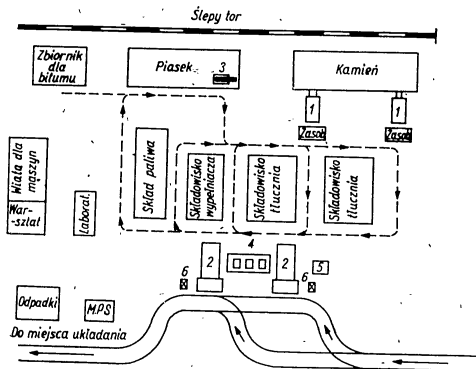 Ślepy tor
Zbiornik
dla
bitumu
Piasek
3
Kamień
1
1
Zasob
Zasob
Wiata dla
maszyn
War-
sztat
Laborat.
Skład paliwa
Składowisko
wypełniacza
Składowisko
tłucznia
Składowisko
tłucznia
4
2
2
5
6
6
Odpadki
M.P.S
Do miejsca układania